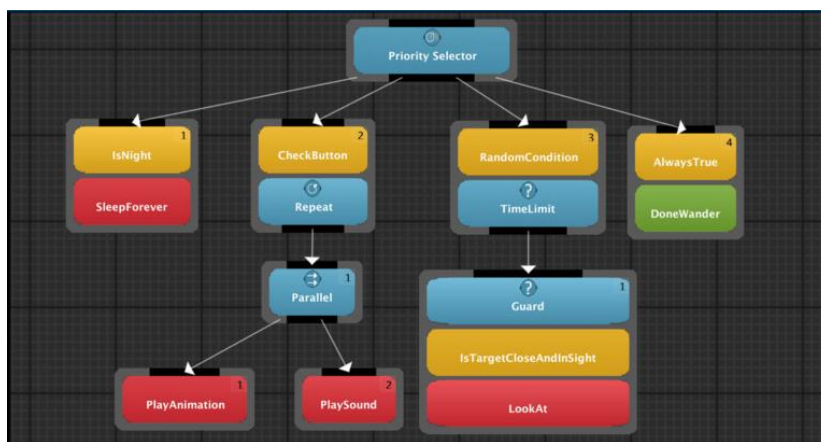 Priority Selector
1
IsNight
SleepForever
2
CheckButton
Repeat
3
RandomCondition
TimeLimit
4
AlwaysTrue
DoneWander
1
Parallel
1
Guard
IsTargetCloseAndInSight
LookAt
1
PlayAnimation
2
PlaySound